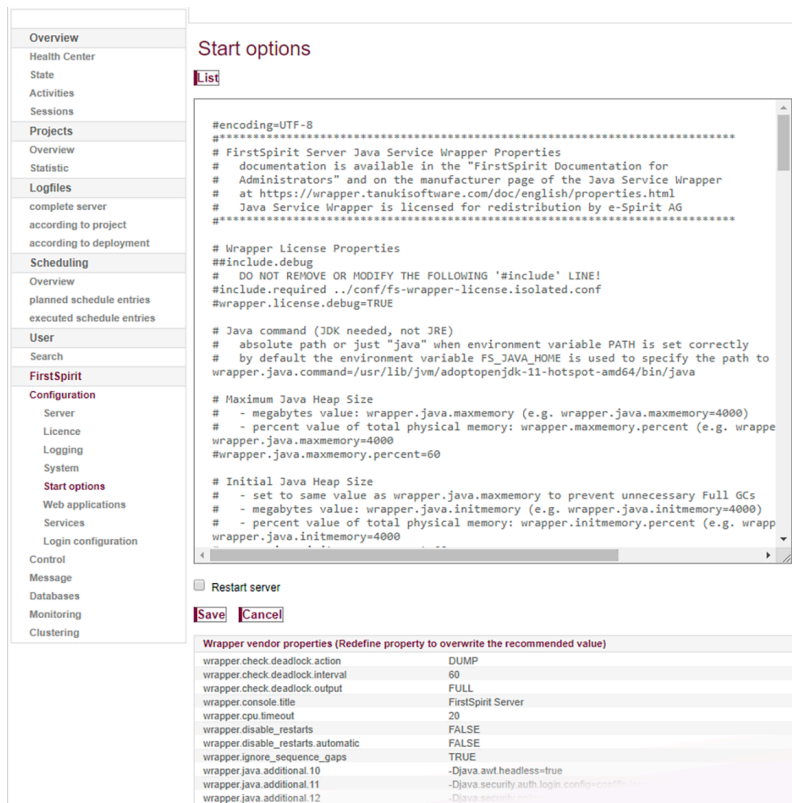 Overview
Health Center
State
Activities
Sessions
Projects
Overview
Statistic
Logfiles
complete server
according to project
according to deployment
Scheduling
Overview
planned schedule entries
executed schedule entries
User
Search
FirstSpirit
Configuration
Server
Licence
Logging
System
Start options
Web applications
Services
Login configuration
Control
Message
Databases
Monitoring
Clustering
Start options
List
#encoding=UTF-8
#*****************************************************************************
# FirstSpirit Server Java Service Wrapper Properties
#   documentation is available in the "FirstSpirit Documentation for
#   Administrators" and on the manufacturer page of the Java Service Wrapper
#   at https://wrapper.tanukisoftware.com/doc/english/properties.html
#   Java Service Wrapper is licensed for redistribution by e-Spirit AG
#*****************************************************************************
# Wrapper License Properties
##include.debug
#   DO NOT REMOVE OR MODIFY THE FOLLOWING '#include' LINE!
#include.required ../conf/fs-wrapper-license.isolated.conf
#wrapper.license.debug=TRUE
# Java command (JDK needed, not JRE)
#   absolute path or just "java" when environment variable PATH is set correctly
#   by default the environment variable FS_JAVA_HOME is used to specify the path to
wrapper.java.command=/usr/lib/jvm/adoptopenjdk-11-hotspot-amd64/bin/java
# Maximum Java Heap Size
#   - megabytes value: wrapper.java.maxmemory (e.g. wrapper.java.maxmemory=4000)
#   - percent value of total physical memory: wrapper.maxmemory.percent (e.g. wrappe
wrapper.java.maxmemory=4000
#wrapper.java.maxmemory.percent=60
# Initial Java Heap Size
#   - set to same value as wrapper.java.maxmemory to prevent unnecessary Full GCs
#   - megabytes value: wrapper.java.initmemory (e.g. wrapper.java.initmemory=4000)
#   - percent value of total physical memory: wrapper.initmemory.percent (e.g. wrapp
wrapper.java.initmemory=4000
Restart server
Save Cancel
Wrapper vendor properties (Redefine property to overwrite the recommended value)
wrapper.check.deadlock.action DUMP
wrapper.check.deadlock.interval 60
wrapper.check.deadlock.output FULL
wrapper.console.title FirstSpirit Server
wrapper.cpu.timeout 20
wrapper.disable_restarts FALSE
wrapper.disable_restarts.automatic FALSE
wrapper.ignore_sequence_gaps TRUE
wrapper.java.additional.10 -Djava.awt.headless=true
wrapper.java.additional.11 -Djava.security.auth.login.config=
wrapper.java.additional.12